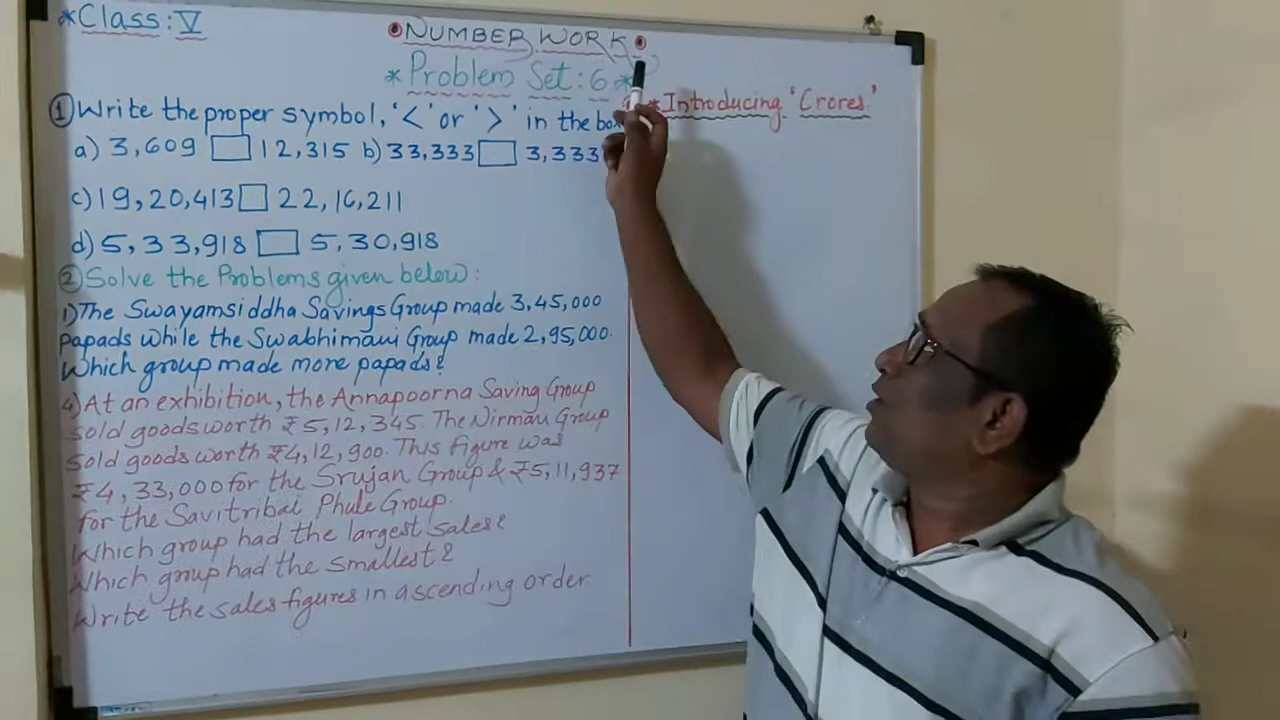 *Class: V
NUMBER WORK
* Problem Set: 6 *
① Write the proper symbol, '<' or '>' in the box
*Introducing 'Crores'
a) 3,609 □ 12,315 b) 33,333 □ 3,333
c) 19,20,413 □ 22,16,211
d) 5,33,918 □ 5,30,918
② Solve the Problems given below:
1) The Swayamsiddha Savings Group made 3,45,000
papads while the Swabhimani Group made 2,95,000.
Which group made more papads?
4) At an exhibition, the Annapoorna Saving Group
sold goods worth ₹5,12,345. The Nirman Group
sold goods worth ₹4,12,900. This figure was
₹4,33,000 for the Srujan Group & ₹5,11,937
for the Savitribai Phule Group.
Which group had the largest sales?
Which group had the smallest?
Write the sales figures in ascending order.